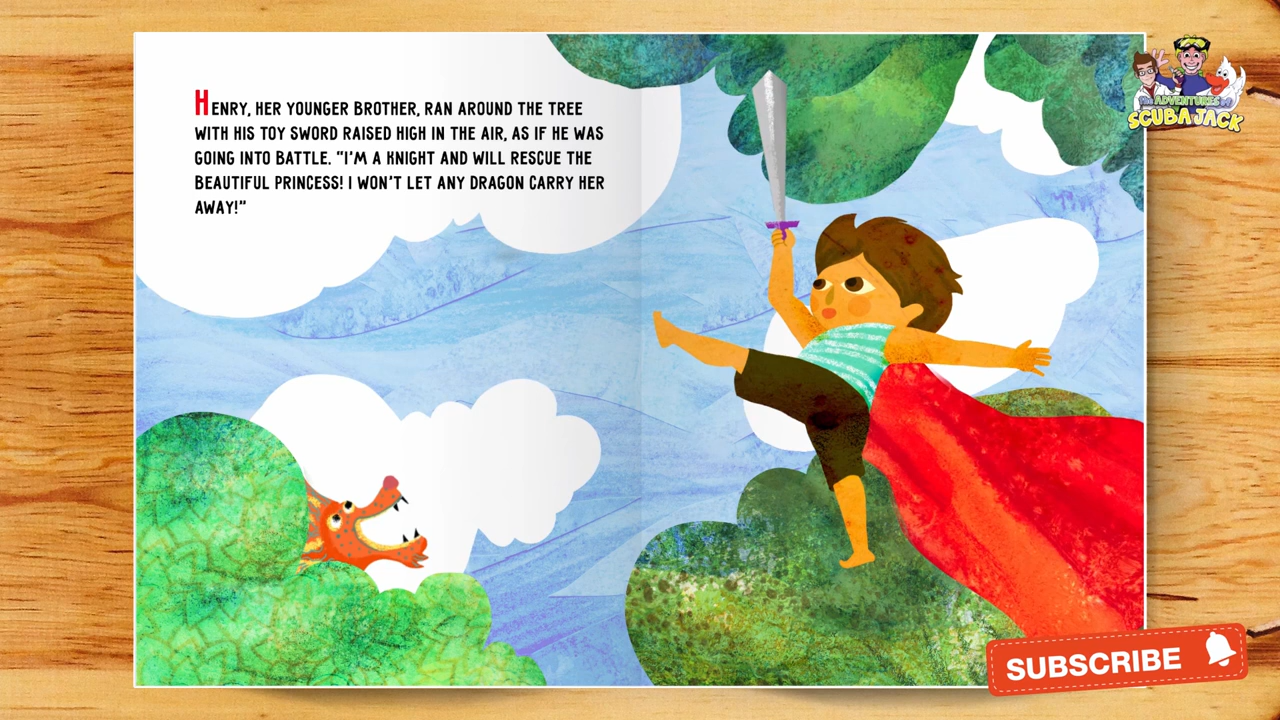 HENRY, HER YOUNGER BROTHER, RAN AROUND THE TREE
WITH HIS TOY SWORD RAISED HIGH IN THE AIR, AS IF HE WAS
GOING INTO BATTLE. "I'M A KNIGHT AND WILL RESCUE THE
BEAUTIFUL PRINCESS! I WON'T LET ANY DRAGON CARRY HER
AWAY!"
THE ADVENTURES OF
SCUBA JACK
SUBSCRIBE